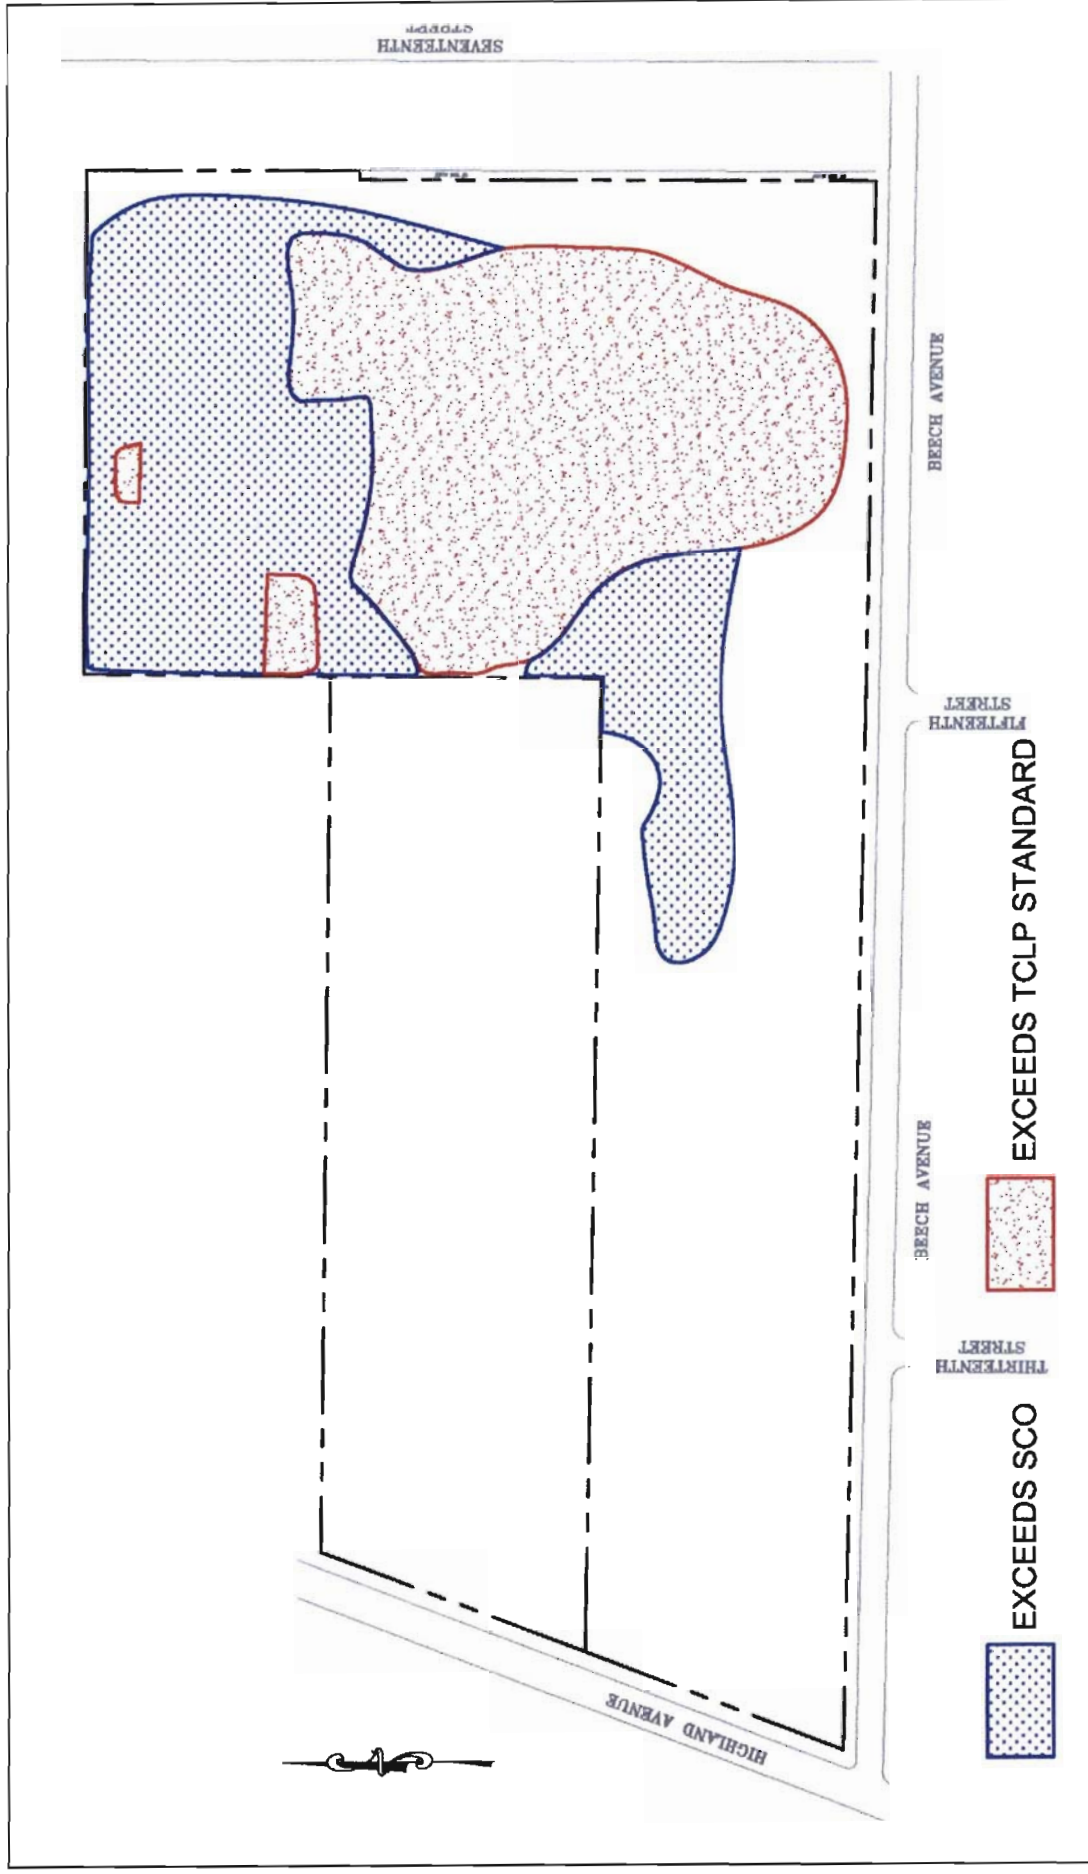 SEVENTEENTH
STREET
BEECH AVENUE
FIFTEENTH
STREET
BEECH AVENUE
THIRTEENTH
STREET
HIGHLAND AVENUE
EXCEEDS SCO
EXCEEDS TCLP STANDARD